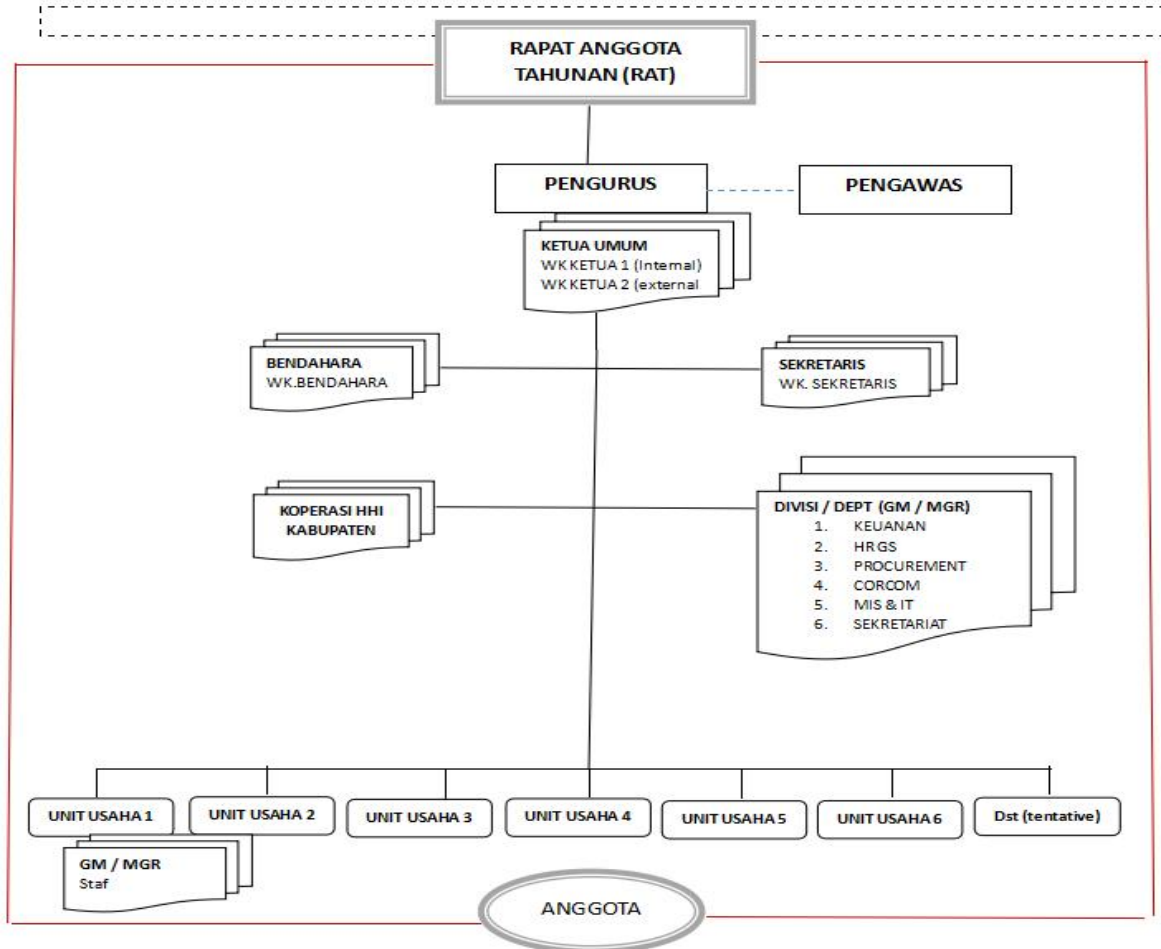 RAPAT ANGGOTA
TAHUNAN (RAT)
PENGURUS
PENGAWAS
KETUA UMUM
WK KETUA 1 (Internal)
WK KETUA 2 (external
BENDAHARA
WK.BENDAHARA
SEKRETARIS
WK. SEKRETARIS
KOPERASI HHI
KABUPATEN
DIVISI / DEPT (GM / MGR)
1. KEUANAN
2. HRGS
3. PROCUREMENT
4. CORCOM
5. MIS & IT
6. SEKRETARIAT
UNIT USAHA 1
UNIT USAHA 2
UNIT USAHA 3
UNIT USAHA 4
UNIT USAHA 5
UNIT USAHA 6
Dst (tentative)
GM / MGR
Staf
ANGGOTA